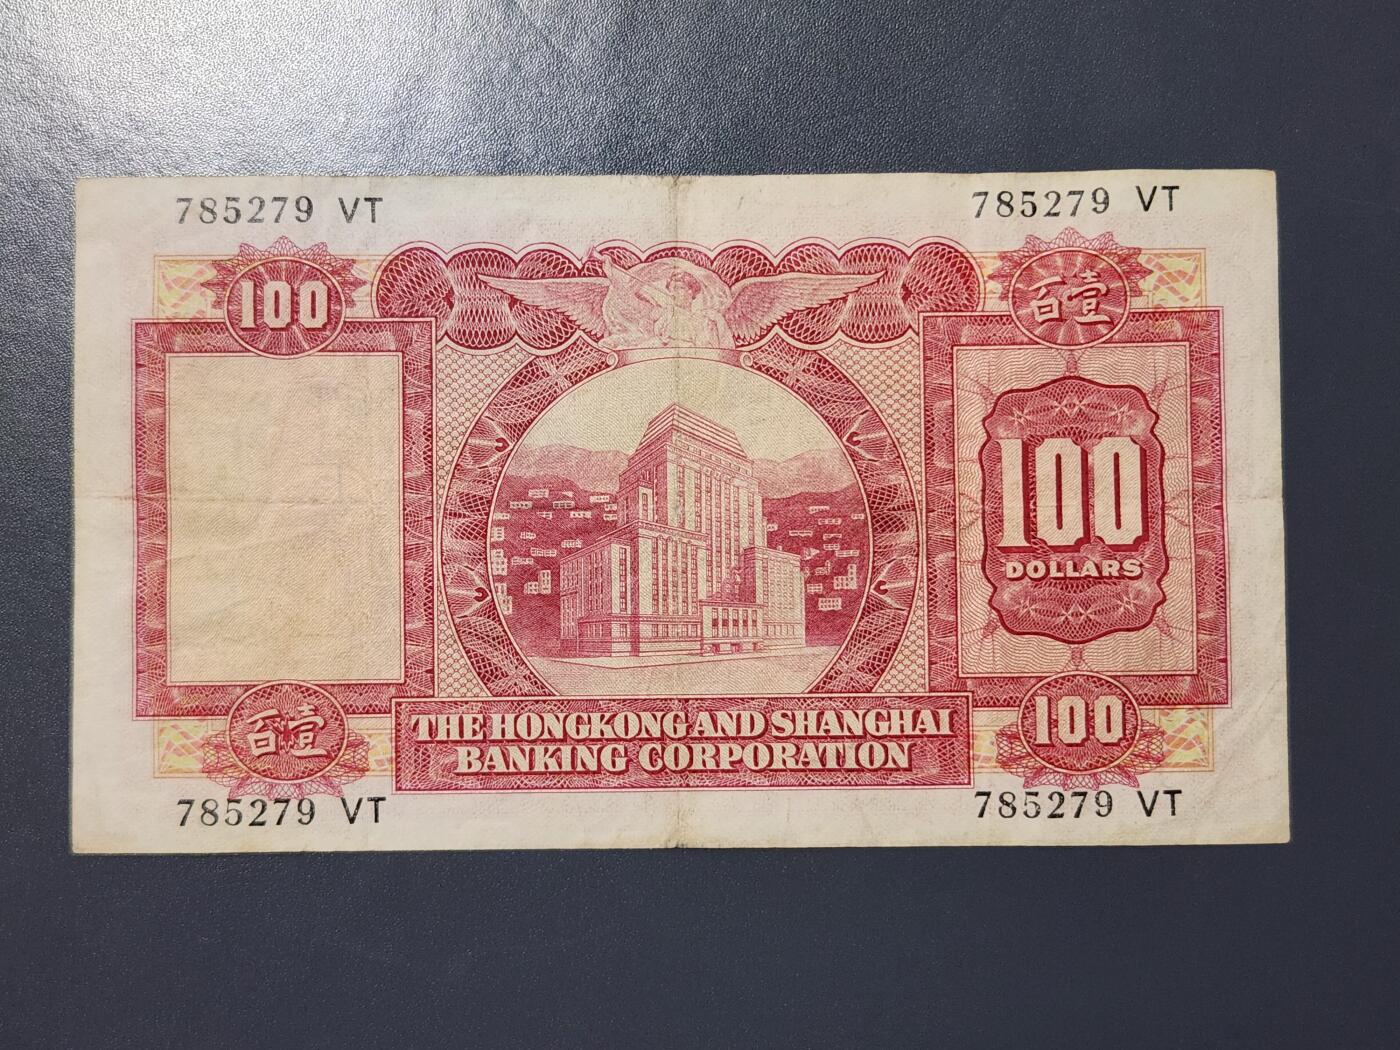 785279 VT
785279 VT
100
百壹
100
DOLLARS
百壹
THE HONGKONG AND SHANGHAI
BANKING CORPORATION
100
785279 VT
785279 VT